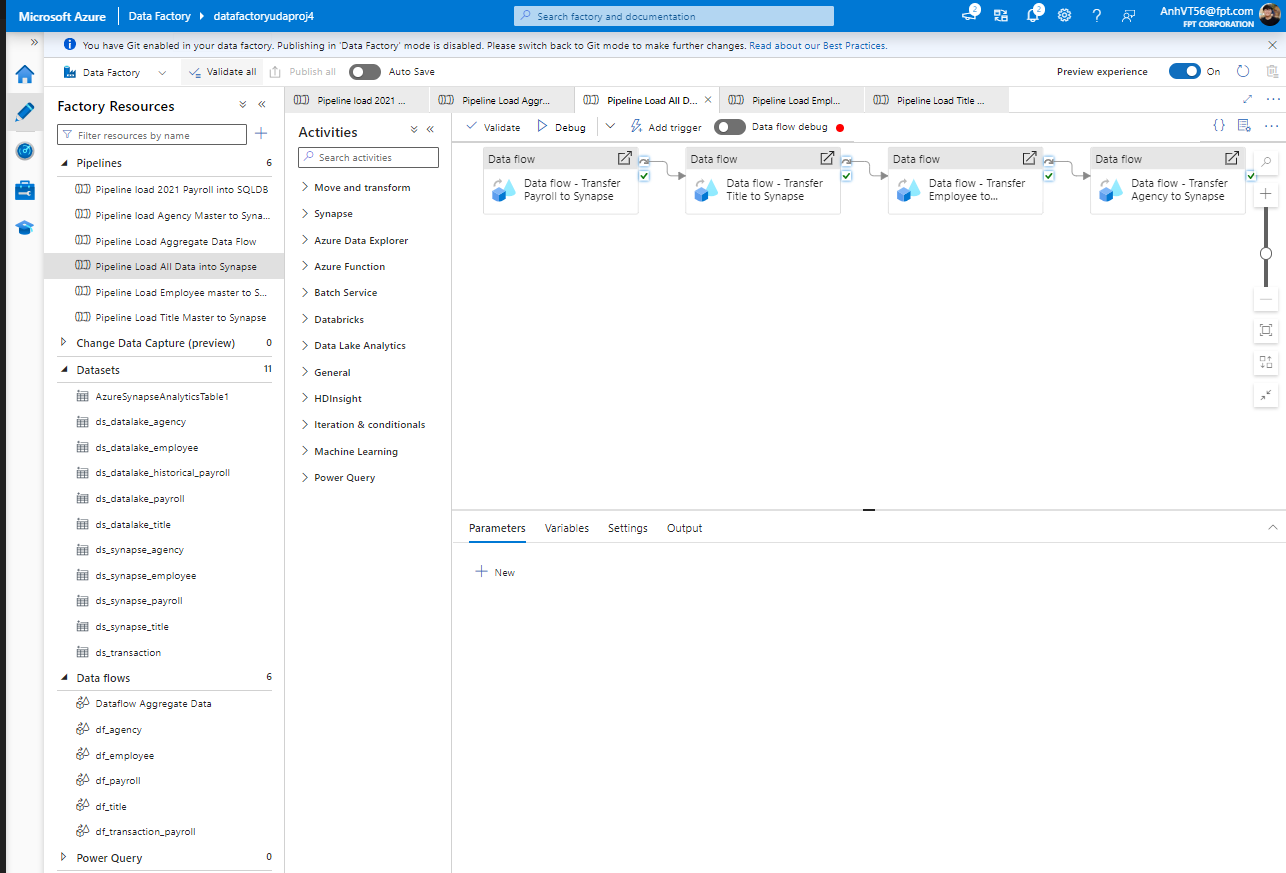 Microsoft Azure
Data Factory
datafactoryudaproj4
Search factory and documentation
2
2
AnhVT56@fpt.com
FPT CORPORATION
You have Git enabled in your data factory. Publishing in 'Data Factory' mode is disabled. Please switch back to Git mode to make further changes. Read about our Best Practices.
Data Factory
Validate all
Publish all
Auto Save
Preview experience
On
Factory Resources
Filter resources by name
Pipelines 6
Pipeline load 2021 Payroll into SQLDB
Pipeline load Agency Master to Syna...
Pipeline Load Aggregate Data Flow
Pipeline Load All Data into Synapse
Pipeline Load Employee master to S...
Pipeline Load Title Master to Synapse
Change Data Capture (preview) 0
Datasets 11
AzureSynapseAnalyticsTable1
ds_datalake_agency
ds_datalake_employee
ds_datalake_historical_payroll
ds_datalake_payroll
ds_datalake_title
ds_synapse_agency
ds_synapse_employee
ds_synapse_payroll
ds_synapse_title
ds_transaction
Data flows 6
Dataflow Aggregate Data
df_agency
df_employee
df_payroll
df_title
df_transaction_payroll
Power Query 0
Pipeline load 2021 ...
Pipeline Load Aggr...
Pipeline Load All D...
Pipeline Load Empl...
Pipeline Load Title ...
Activities
Search activities
Move and transform
Synapse
Azure Data Explorer
Azure Function
Batch Service
Databricks
Data Lake Analytics
General
HDInsight
Iteration & conditionals
Machine Learning
Power Query
Validate
Debug
Add trigger
Data flow debug
{}
Data flow
Data flow - Transfer
Payroll to Synapse
Data flow
Data flow - Transfer
Title to Synapse
Data flow
Data flow - Transfer
Employee to...
Data flow
Data flow - Transfer
Agency to Synapse
Parameters
Variables
Settings
Output
New